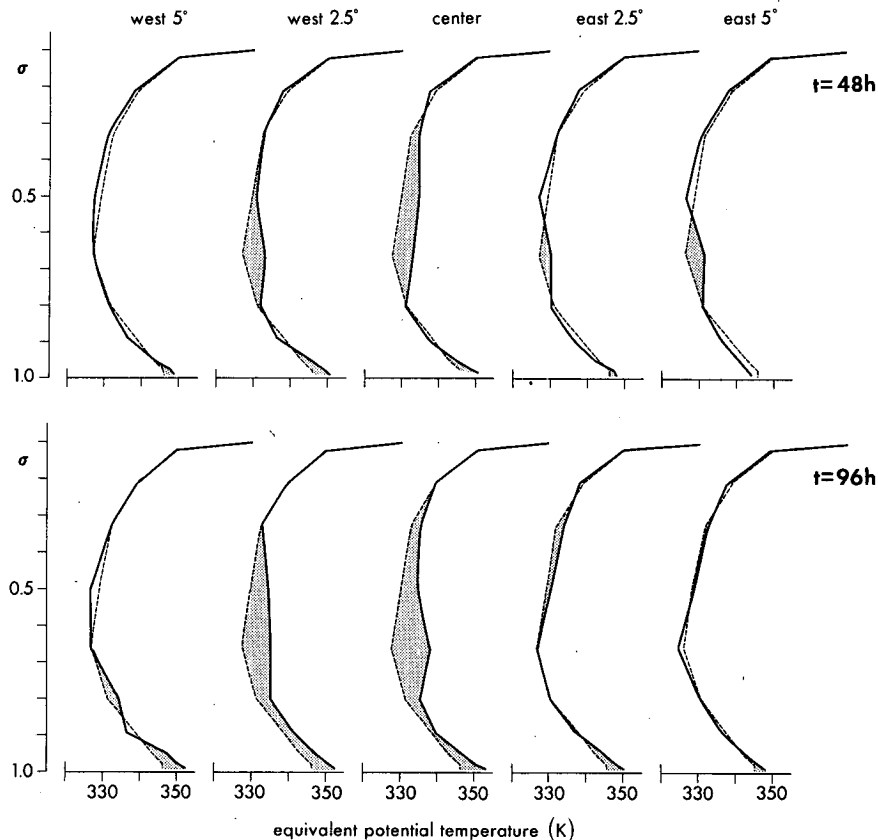 west 5° west 2.5° center east 2.5° east 5°
σ
t=48h
0.5
1.0
σ
t=96h
0.5
1.0
330 350 330 350 330 350 330 350 330 350
equivalent potential temperature (K)